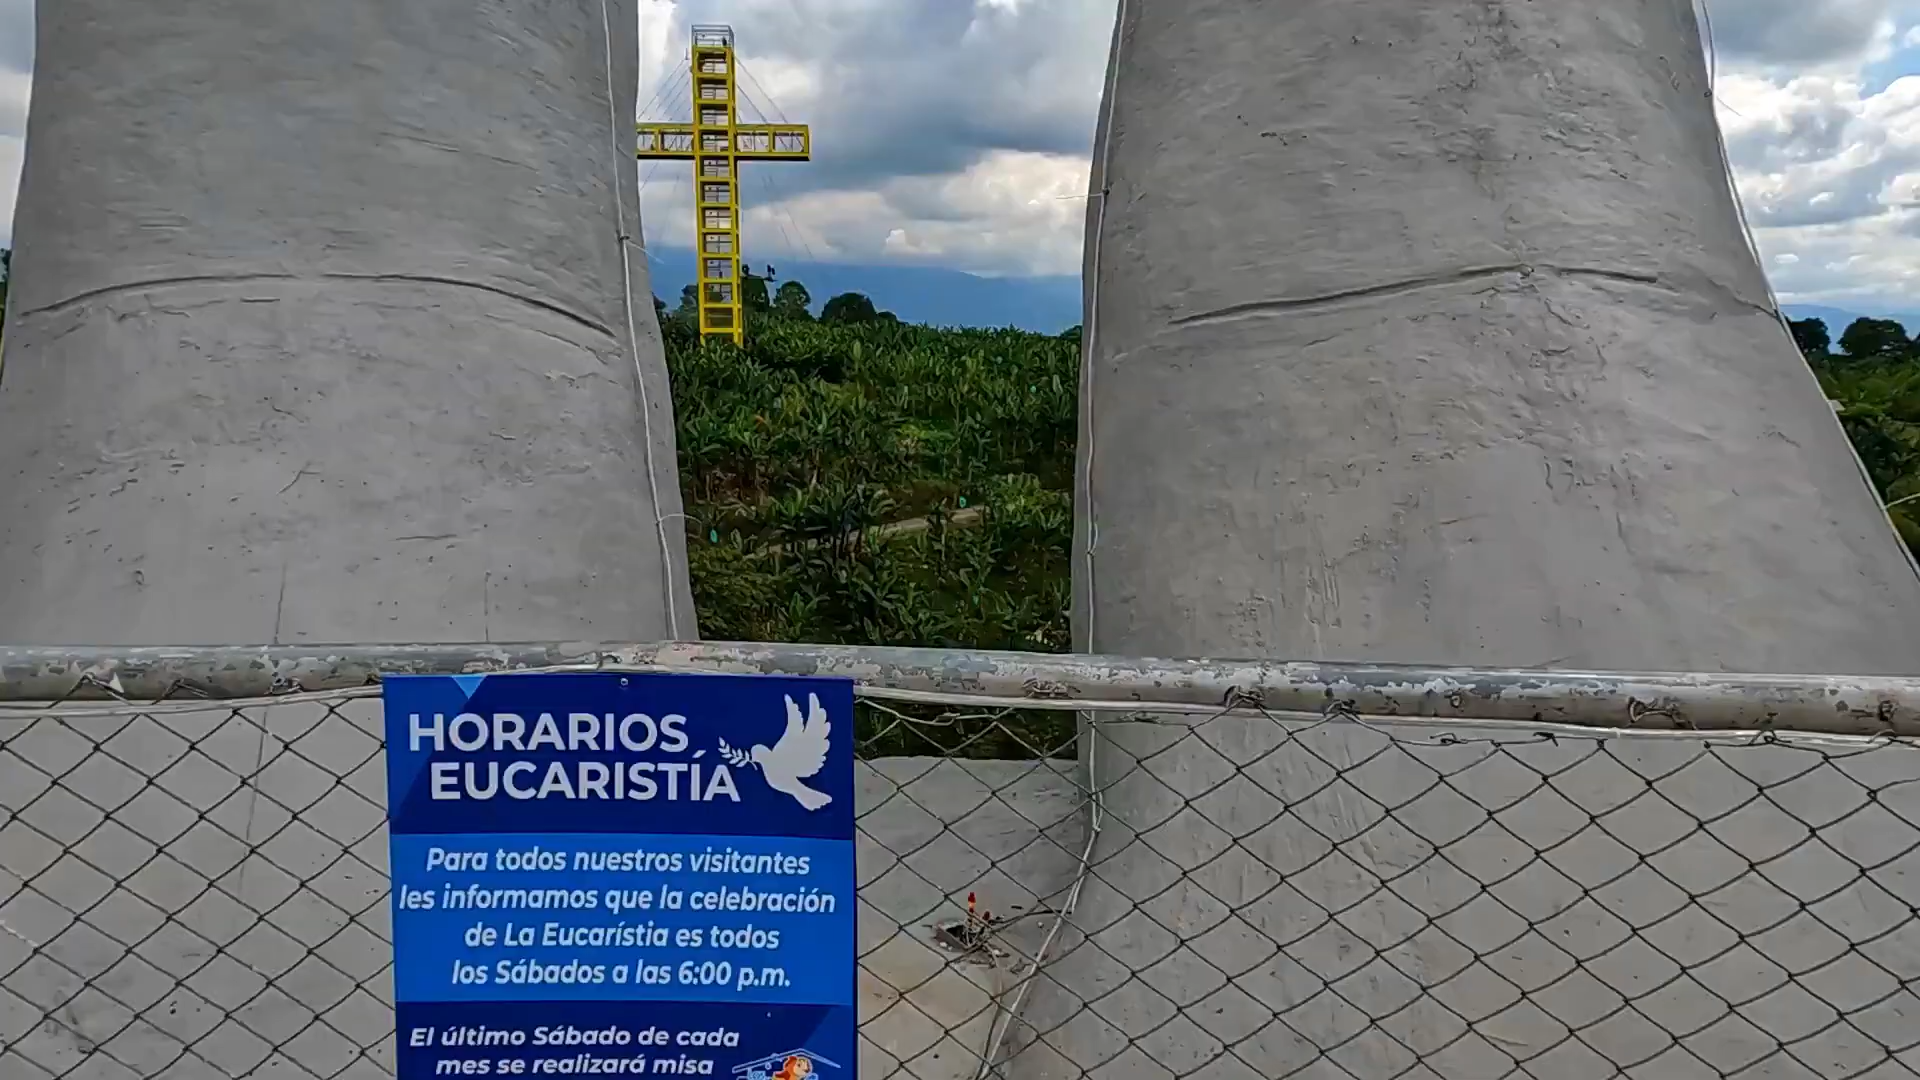 HORARIOS
EUCARISTÍA
Para todos nuestros visitantes
les informamos que la celebración
de La Eucarístia es todos
los Sábados a las 6:00 p.m.
El último Sábado de cada
mes se realizará misa